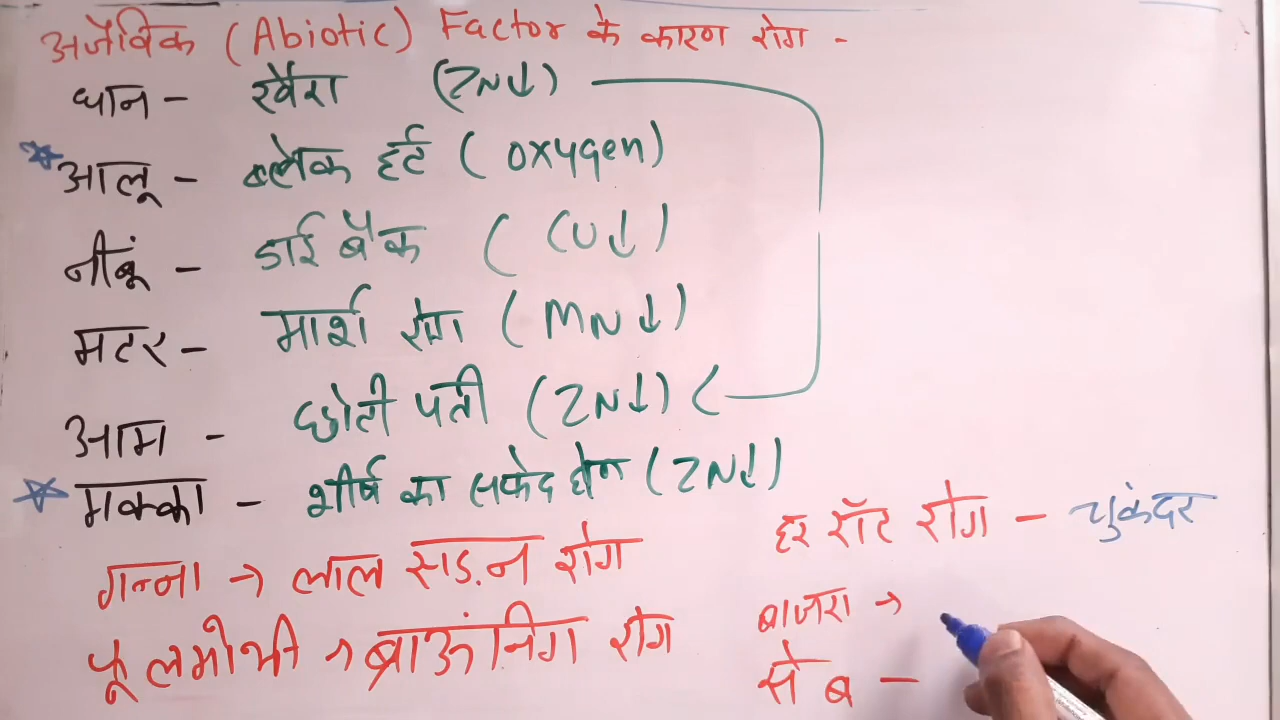 अजैविक (Abiotic) Factor के कारण रोग -
धान - खैरा (ZN↓)
आलू - ब्लैक हर्ट (Oxygen)
नींबूं - डाई बैक (CU↓)
मटर - मार्श रोग (MN↓)
आम - छोटी पत्ती (ZN↓)
मक्का - शीर्ष का सफेद होना (ZN↓)
गन्ना → लाल सड़न रोग
फूलगोभी → ब्राऊंनिंग रोग
हर्ट रॉट रोग - चुकंदर
बाजरा →
सेब -